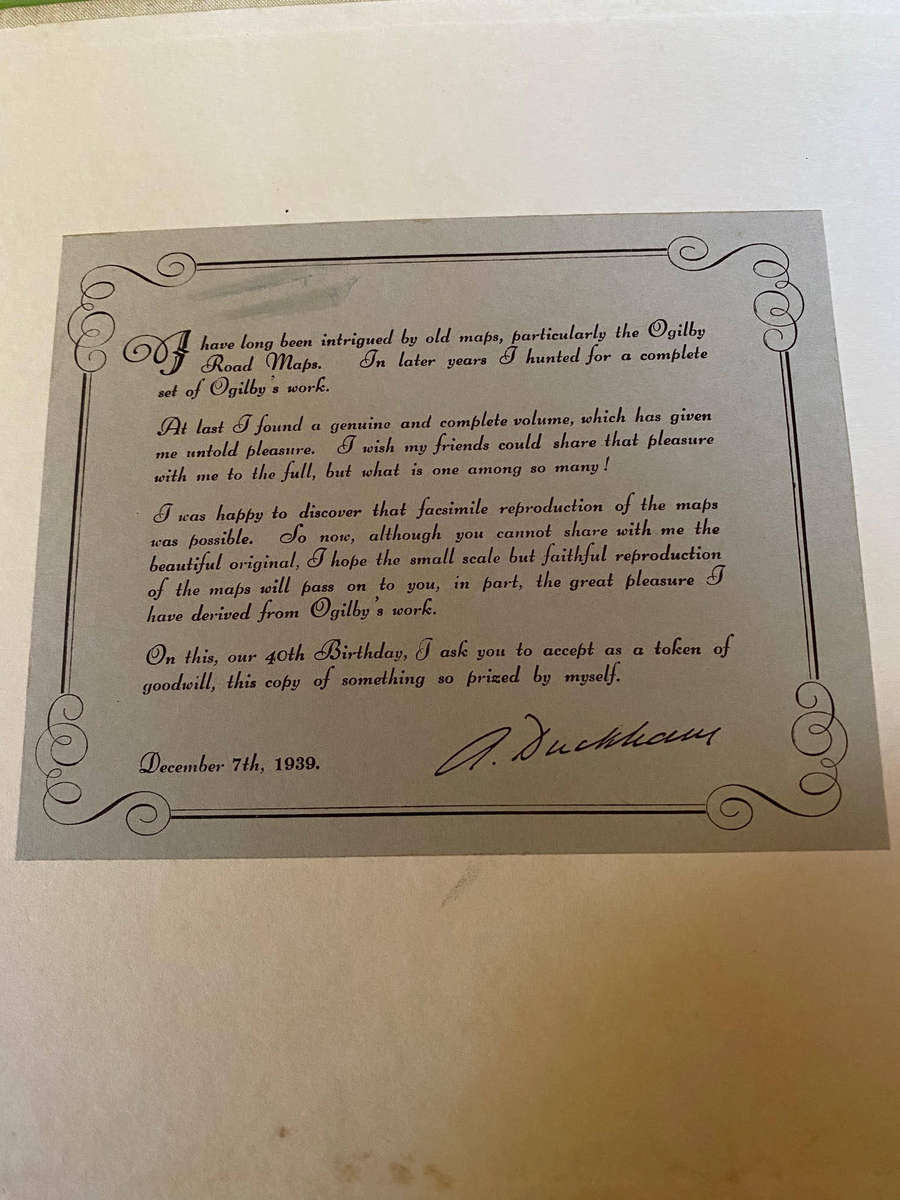 I have long been intrigued by old maps, particularly the Ogilby
Road Maps. In later years I hunted for a complete
set of Ogilby's work.
At last I found a genuine and complete volume, which has given
me untold pleasure. I wish my friends could share that pleasure
with me to the full, but what is one among so many!
I was happy to discover that facsimile reproduction of the maps
was possible. So now, although you cannot share with me the
beautiful original, I hope the small scale but faithful reproduction
of the maps will pass on to you, in part, the great pleasure I
have derived from Ogilby's work.
On this, our 40th Birthday, I ask you to accept as a token of
goodwill, this copy of something so prized by myself.
December 7th, 1939. A. Duckham